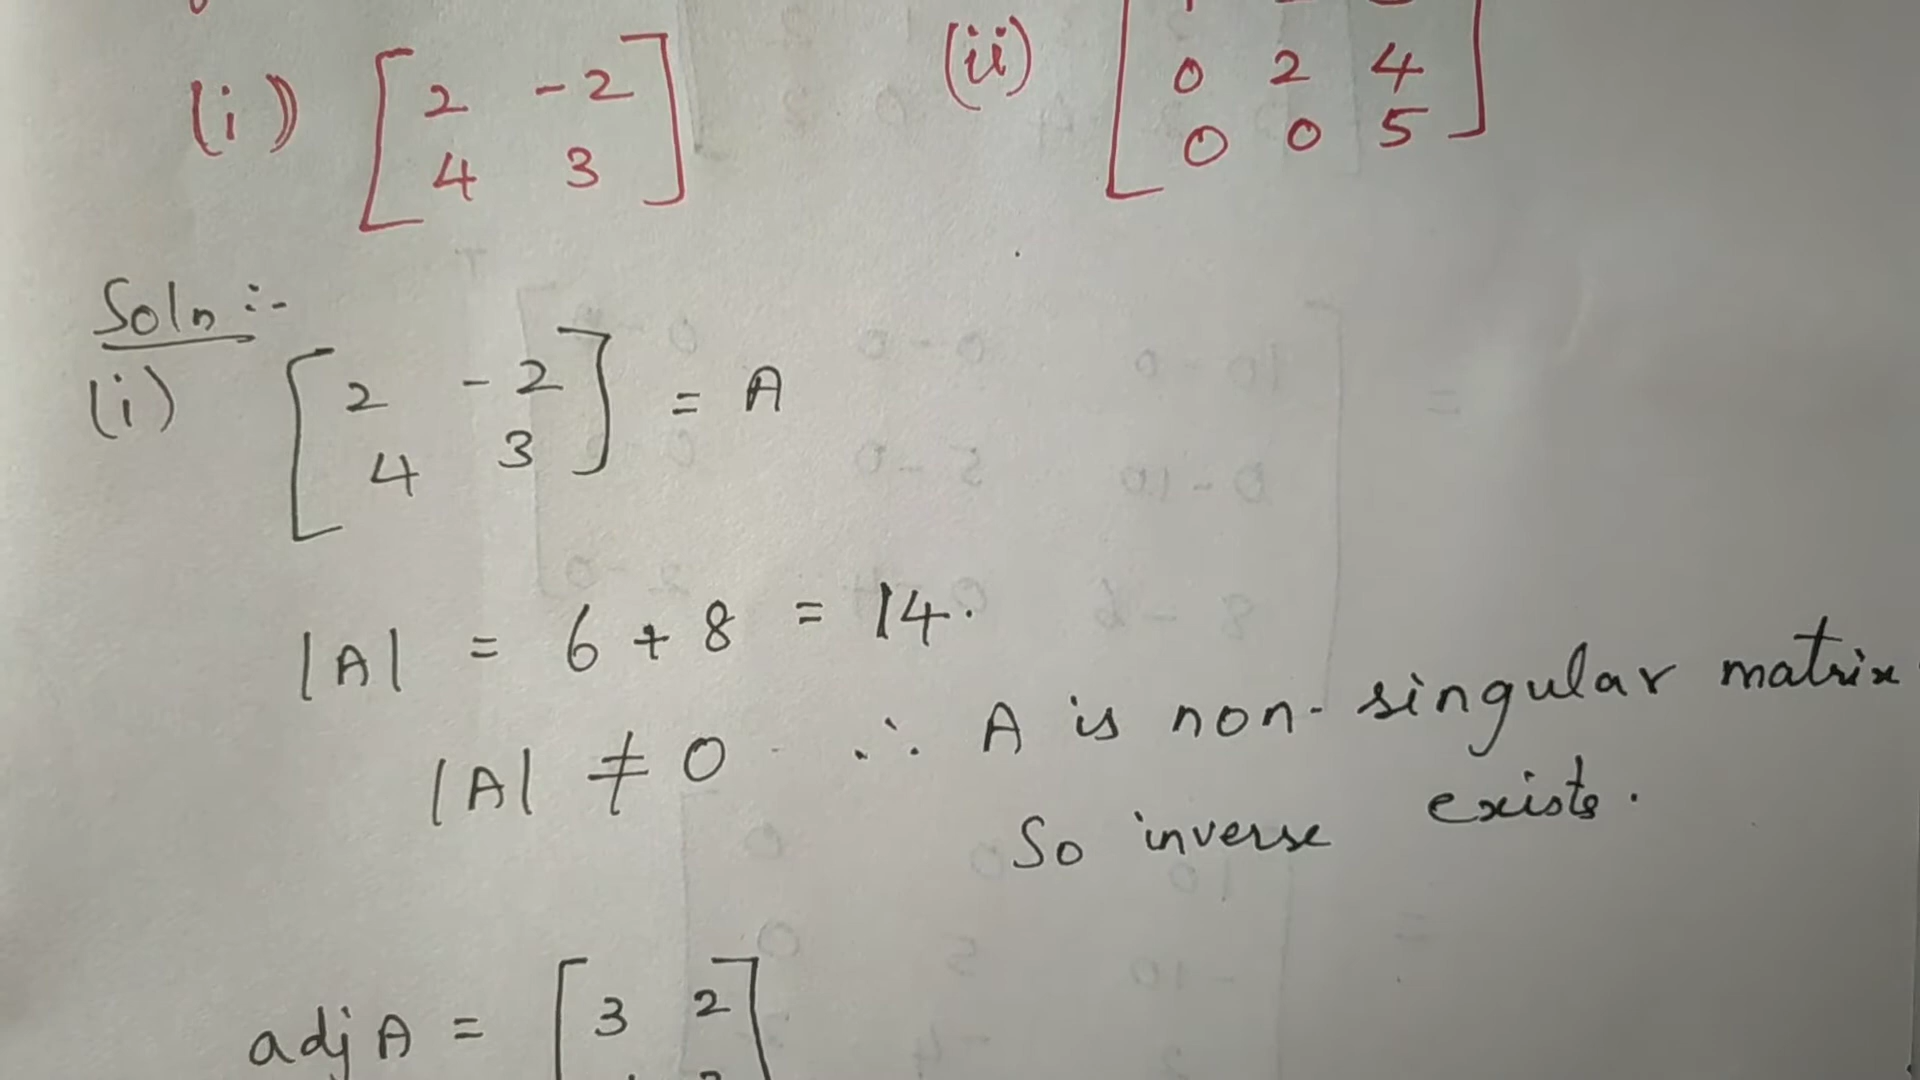 (i) [2 -2
4 3]
(ii) [
0 2 4
0 0 5]
Soln :-
(i) [2 -2
4 3] = A
|A| = 6 + 8 = 14.
|A| ≠ 0 ∴ A is non-singular matrix
So inverse exists.
adj A = [3 2